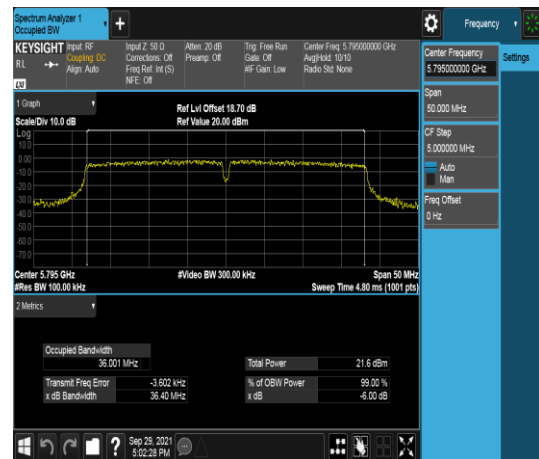 Spectrum Analyzer 1
Occupied BW
+
Frequency
KEYSIGHT
RL
Input: RF
Coupling: DC
Align: Auto
Input Z: 50 Ω
Corrections: Off
Freq Ref: Int (S)
NFE: Off
Atten: 20 dB
Preamp: Off
Trig: Free Run
Gate: Off
#IF Gain: Low
Center Freq: 5.795000000 GHz
Avg|Hold: 10/10
Radio Std: None
LXI
Center Frequency
5.795000000 GHz
Settings
Span
50.000 MHz
CF Step
5.000000 MHz
Auto
Man
Freq Offset
0 Hz
1 Graph
Scale/Div 10.0 dB
Ref Lvl Offset 18.70 dB
Ref Value 20.00 dBm
Log
10.0
0.00
-10.0
-20.0
-30.0
-40.0
-50.0
-60.0
-70.0
Center 5.795 GHz
#Res BW 100.00 kHz
#Video BW 300.00 kHz
Span 50 MHz
Sweep Time 4.80 ms (1001 pts)
2 Metrics
Occupied Bandwidth
36.001 MHz
Total Power 21.6 dBm
Transmit Freq Error -3.602 kHz
% of OBW Power 99.00 %
x dB Bandwidth 36.40 MHz
x dB -6.00 dB
?
Sep 29, 2021
5:02:28 PM